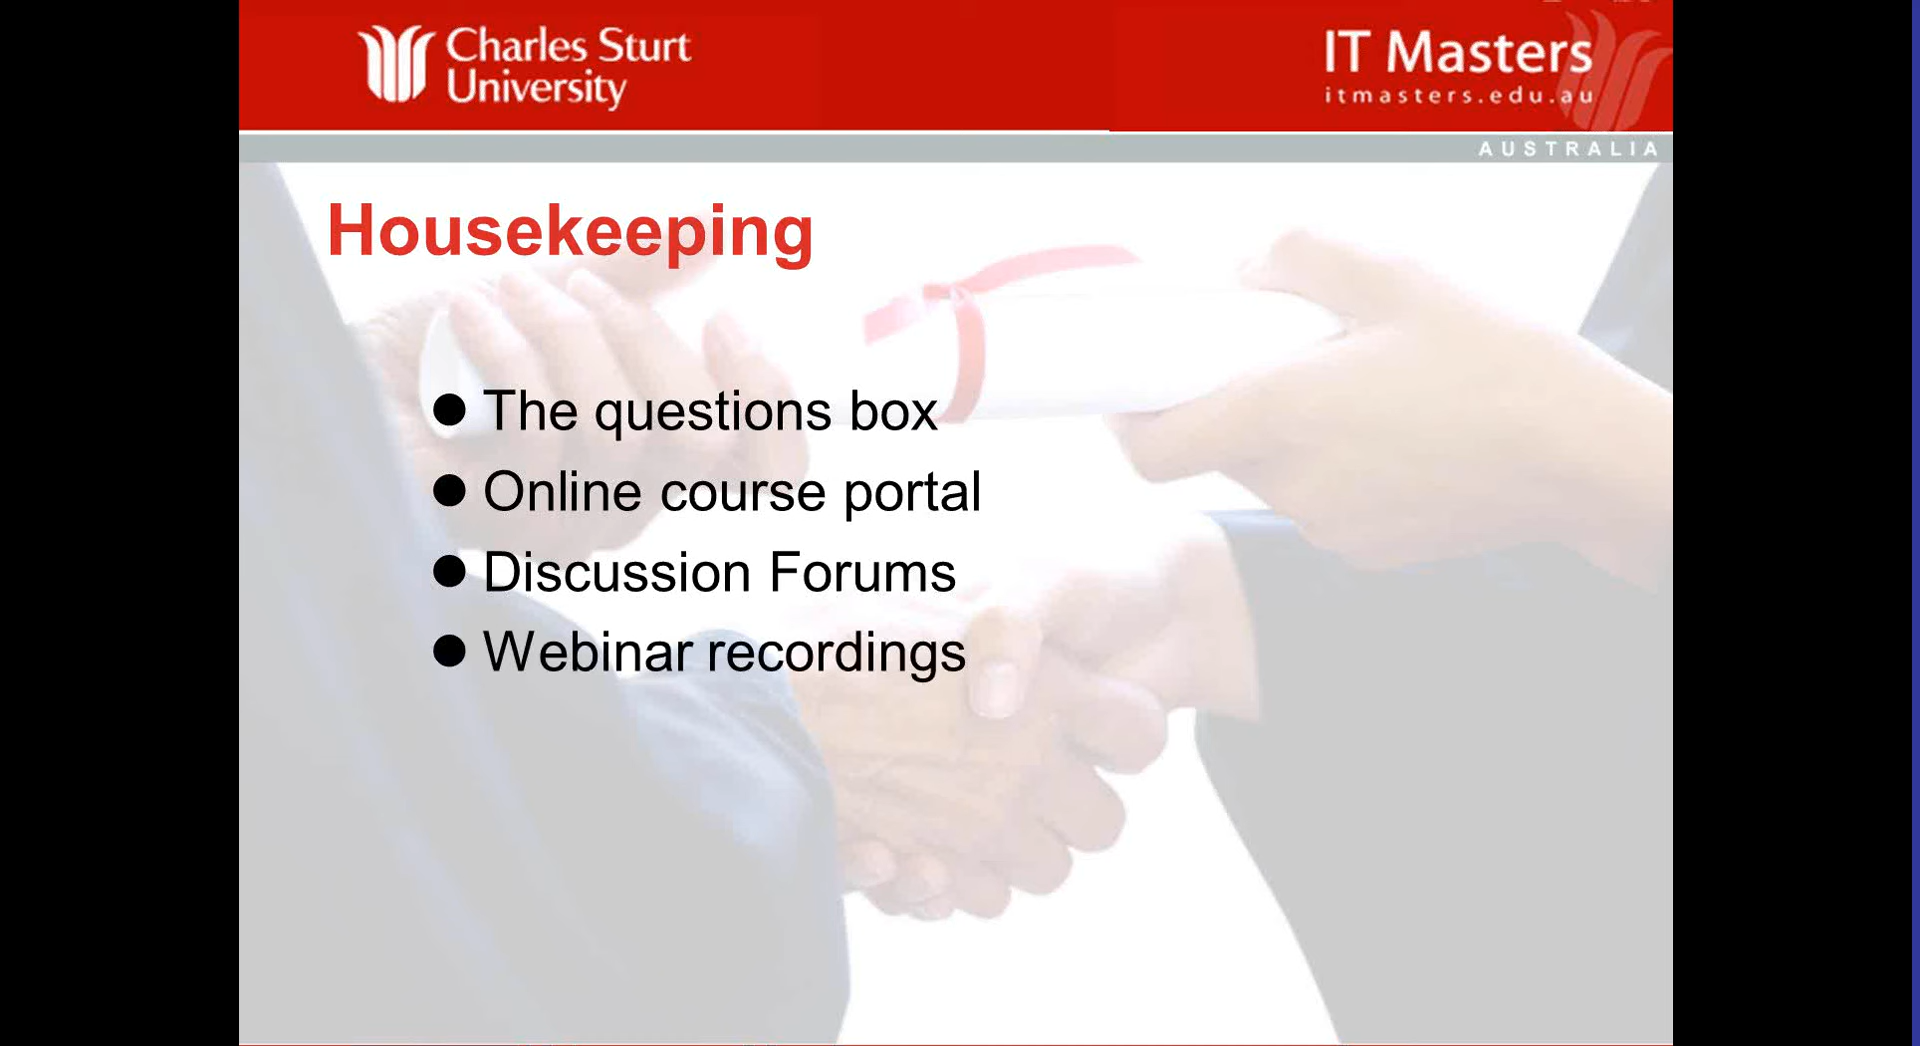 Charles Sturt
University
IT Masters
itmasters.edu.au
AUSTRALIA
Housekeeping
The questions box
Online course portal
Discussion Forums
Webinar recordings